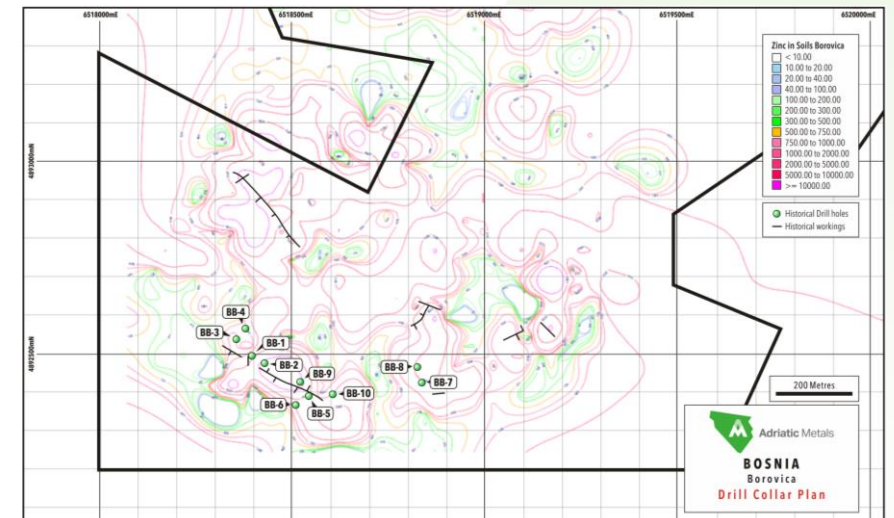 6518000mE
6518500mE
6519000mE
6519500mE
6520000mE
4893000mN
4892500mN
Zinc in Soils Borovica
< 10.00
10.00 to 20.00
20.00 to 40.00
40.00 to 100.00
100.00 to 200.00
200.00 to 300.00
300.00 to 500.00
500.00 to 750.00
750.00 to 1000.00
1000.00 to 2000.00
2000.00 to 5000.00
5000.00 to 10000.00
>= 10000.00
Historical Drill holes
Historical workings
BB-4
BB-3
BB-1
BB-2
BB-9
BB-8
BB-7
BB-10
BB-6
BB-5
200 Metres
Adriatic Metals
BOSNIA
Borovica
Drill Collar Plan